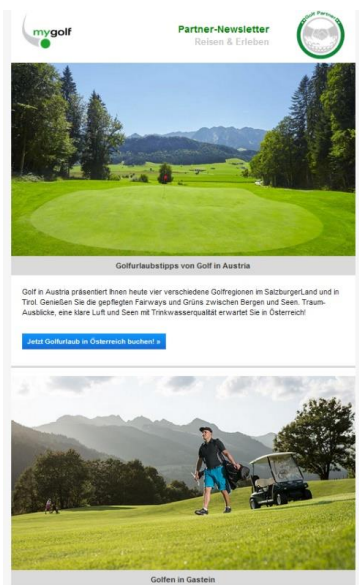 mygolf
Partner-Newsletter
Reisen & Erleben
Golf Partner
Golfurlaubstipps von Golf in Austria
Golf in Austria präsentiert Ihnen heute vier verschiedene Golfregionen im SalzburgerLand und in
Tirol. Genießen Sie die gepflegten Fairways und Grüns zwischen Bergen und Seen. Traum-
Ausblicke, eine klare Luft und Seen mit Trinkwasserqualität erwartet Sie in Österreich!
Jetzt Golfurlaub in Österreich buchen! »
Golfen in Gastein